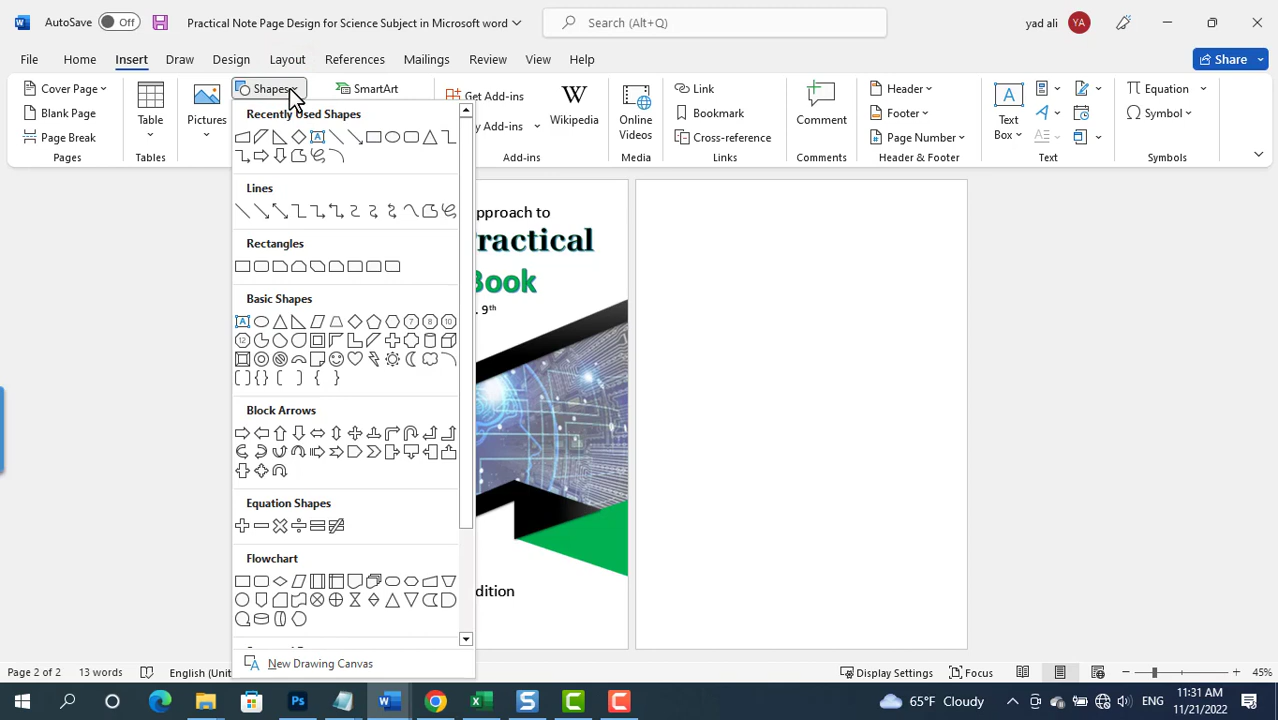 AutoSave Off Practical Note Page Design for Science Subject in Microsoft word Search (Alt+Q) yad ali YA
File Home Insert Draw Design Layout References Mailings Review View Help Share
Cover Page
Blank Page
Page Break
Pages
Table
Tables
Pictures
Shapes
SmartArt
Get Add-ins
y Add-ins
Wikipedia
Add-ins
Online
Videos
Media
Link
Bookmark
Cross-reference
Links
Comment
Comments
Header
Footer
Page Number
Header & Footer
A
Text
Box
Text
Equation
Symbol
Symbols
Recently Used Shapes
Lines
Rectangles
Basic Shapes
Block Arrows
Equation Shapes
Flowchart
New Drawing Canvas
pproach to
ractical
Book
. 9th
dition
Page 2 of 2 13 words English (Unit Display Settings Focus 45%
65°F Cloudy ENG 11:31 AM
11/21/2022